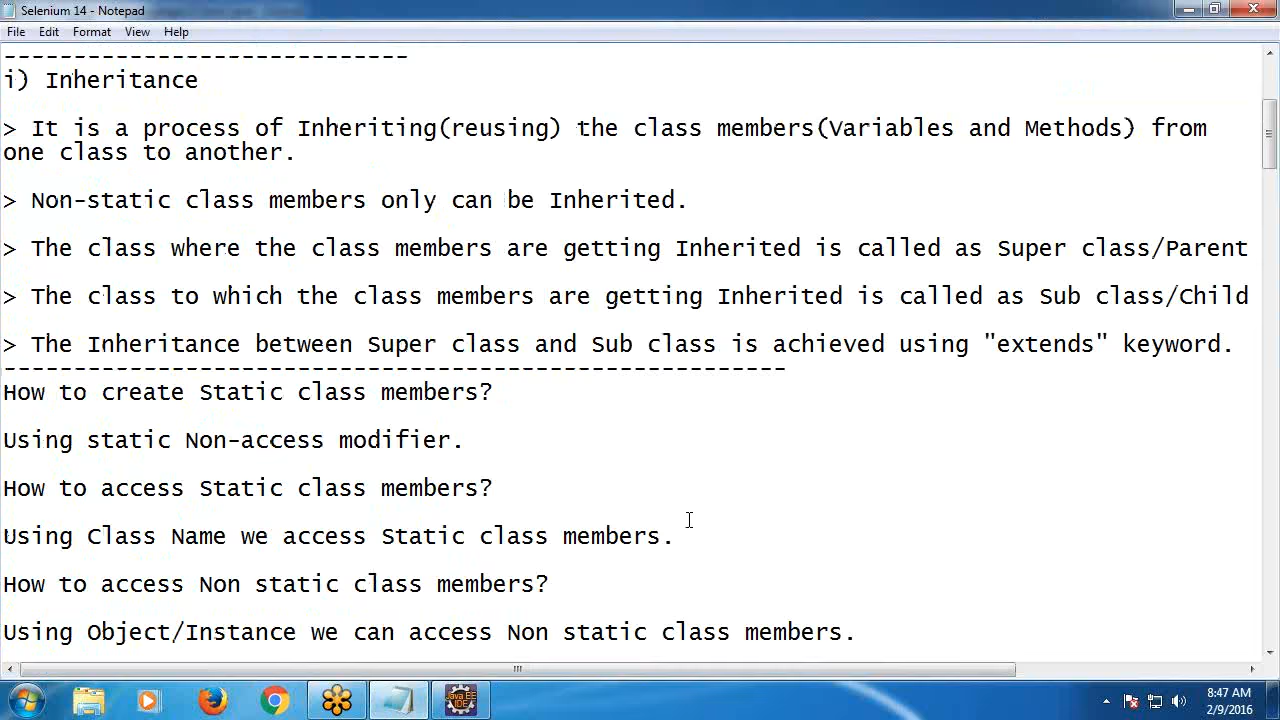 Selenium 14 - Notepad
File Edit Format View Help
------------------------------
i) Inheritance
> It is a process of Inheriting(reusing) the class members(Variables and Methods) from
one class to another.
> Non-static class members only can be Inherited.
> The class where the class members are getting Inherited is called as Super class/Parent
> The class to which the class members are getting Inherited is called as Sub class/Child
> The Inheritance between Super class and Sub class is achieved using "extends" keyword.
--------------------------------------------------------
How to create Static class members?
Using static Non-access modifier.
How to access Static class members?
Using Class Name we access Static class members.
How to access Non static class members?
Using Object/Instance we can access Non static class members.
Java EE
IDE
8:47 AM
2/9/2016